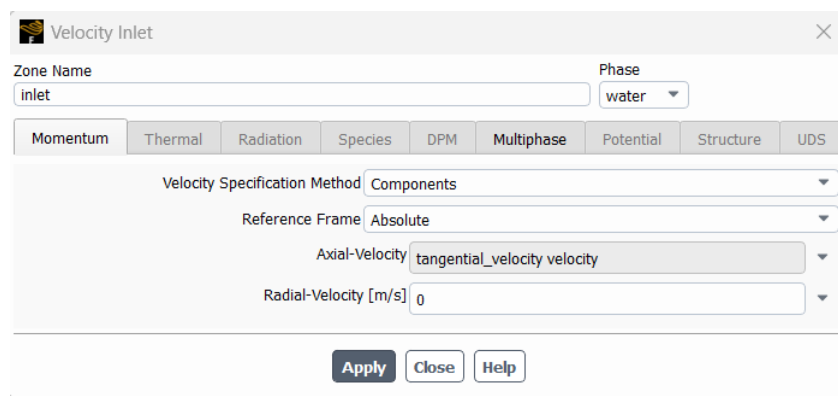 Velocity Inlet
Zone Name
Phase
inlet
water
Momentum Thermal Radiation Species DPM Multiphase Potential Structure UDS
Velocity Specification Method Components
Reference Frame Absolute
Axial-Velocity tangential_velocity velocity
Radial-Velocity [m/s] 0
Apply Close Help